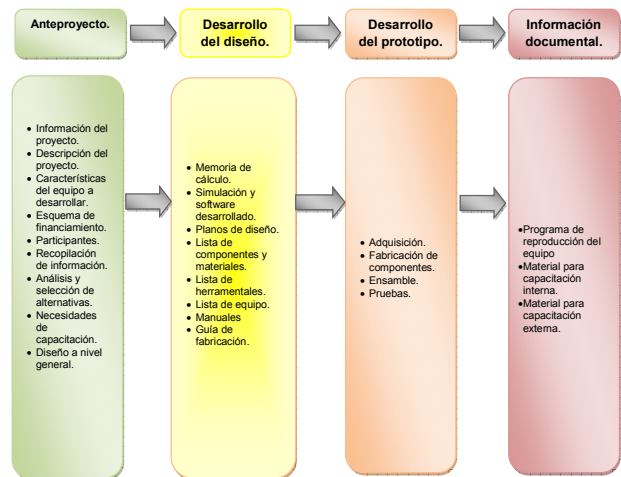 Anteproyecto.
Desarrollo
del diseño.
Desarrollo
del prototipo.
Información
documental.
• Información del
proyecto.
• Descripción del
proyecto.
• Características
del equipo a
desarrollar.
• Esquema de
financiamiento.
• Participantes.
• Recopilación
de información.
• Análisis y
selección de
alternativas.
• Necesidades
de
capacitación.
• Diseño a nivel
general.
• Memoria de
cálculo.
• Simulación y
software
desarrollado.
• Planos de diseño.
• Lista de
componentes y
materiales.
• Lista de
herramentales.
• Lista de equipo.
• Manuales
• Guía de
fabricación.
• Adquisición.
• Fabricación de
componentes.
• Ensamble.
• Pruebas.
•Programa de
reproducción del
equipo
•Material para
capacitación
interna.
•Material para
capacitación
externa.